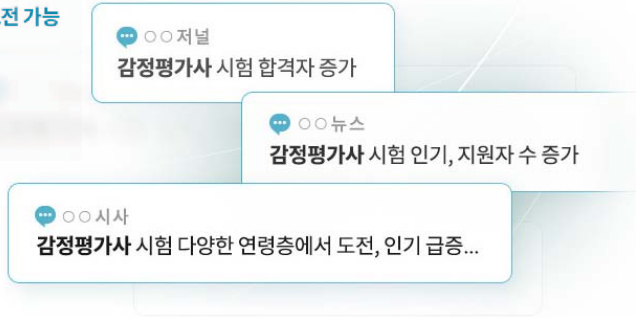 전 가능
○○저널
감정평가사 시험 합격자 증가
○○뉴스
감정평가사 시험 인기, 지원자 수 증가
○○시사
감정평가사 시험 다양한 연령층에서 도전, 인기 급증...